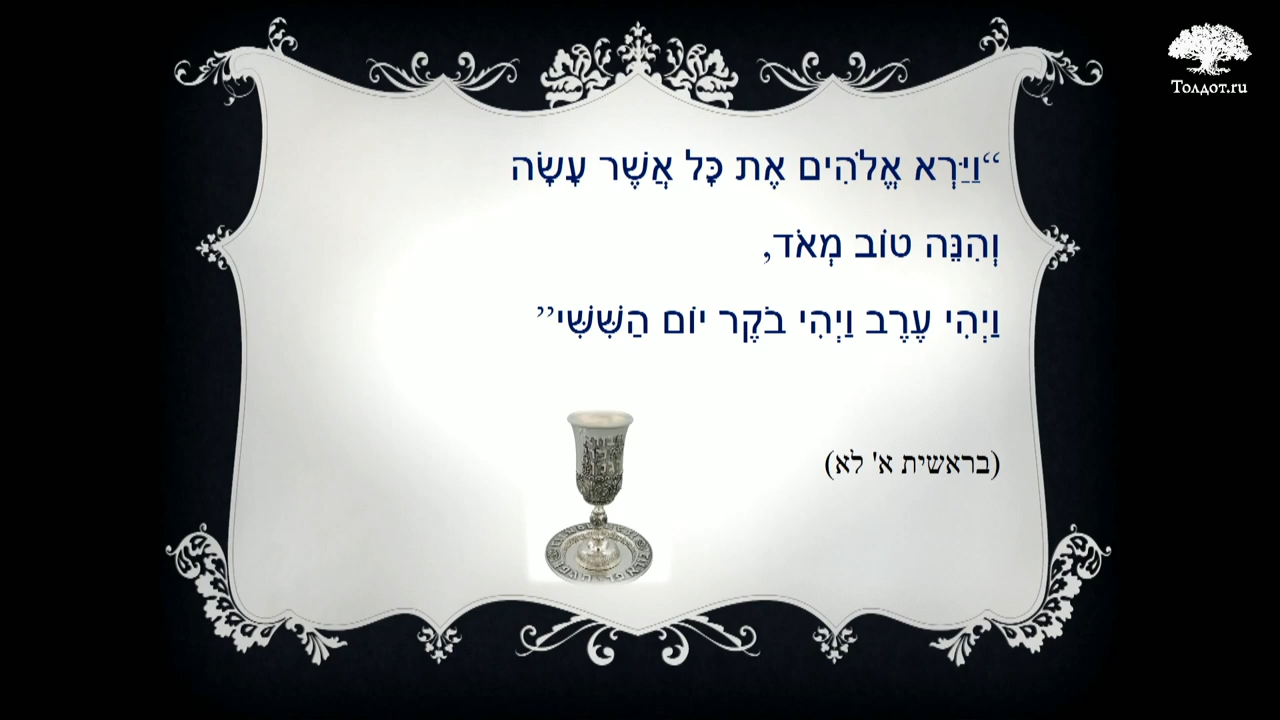 Толдот.ru
“וַיַּרְא אֱלֹהִים אֶת כָּל אֲשֶׁר עָשָׂה
וְהִנֵּה טוֹב מְאֹד,
וַיְהִי עֶרֶב וַיְהִי בֹקֶר יוֹם הַשִּׁשִּׁי”
(בראשית א' לא)